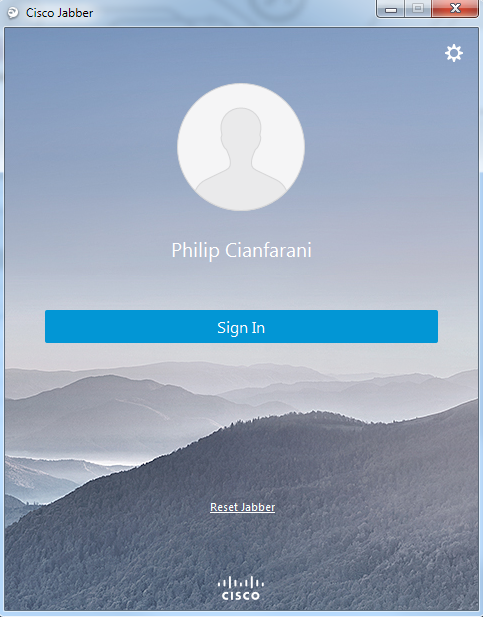 Cisco Jabber
Philip Cianfarani
Sign In
Reset Jabber
CISCO